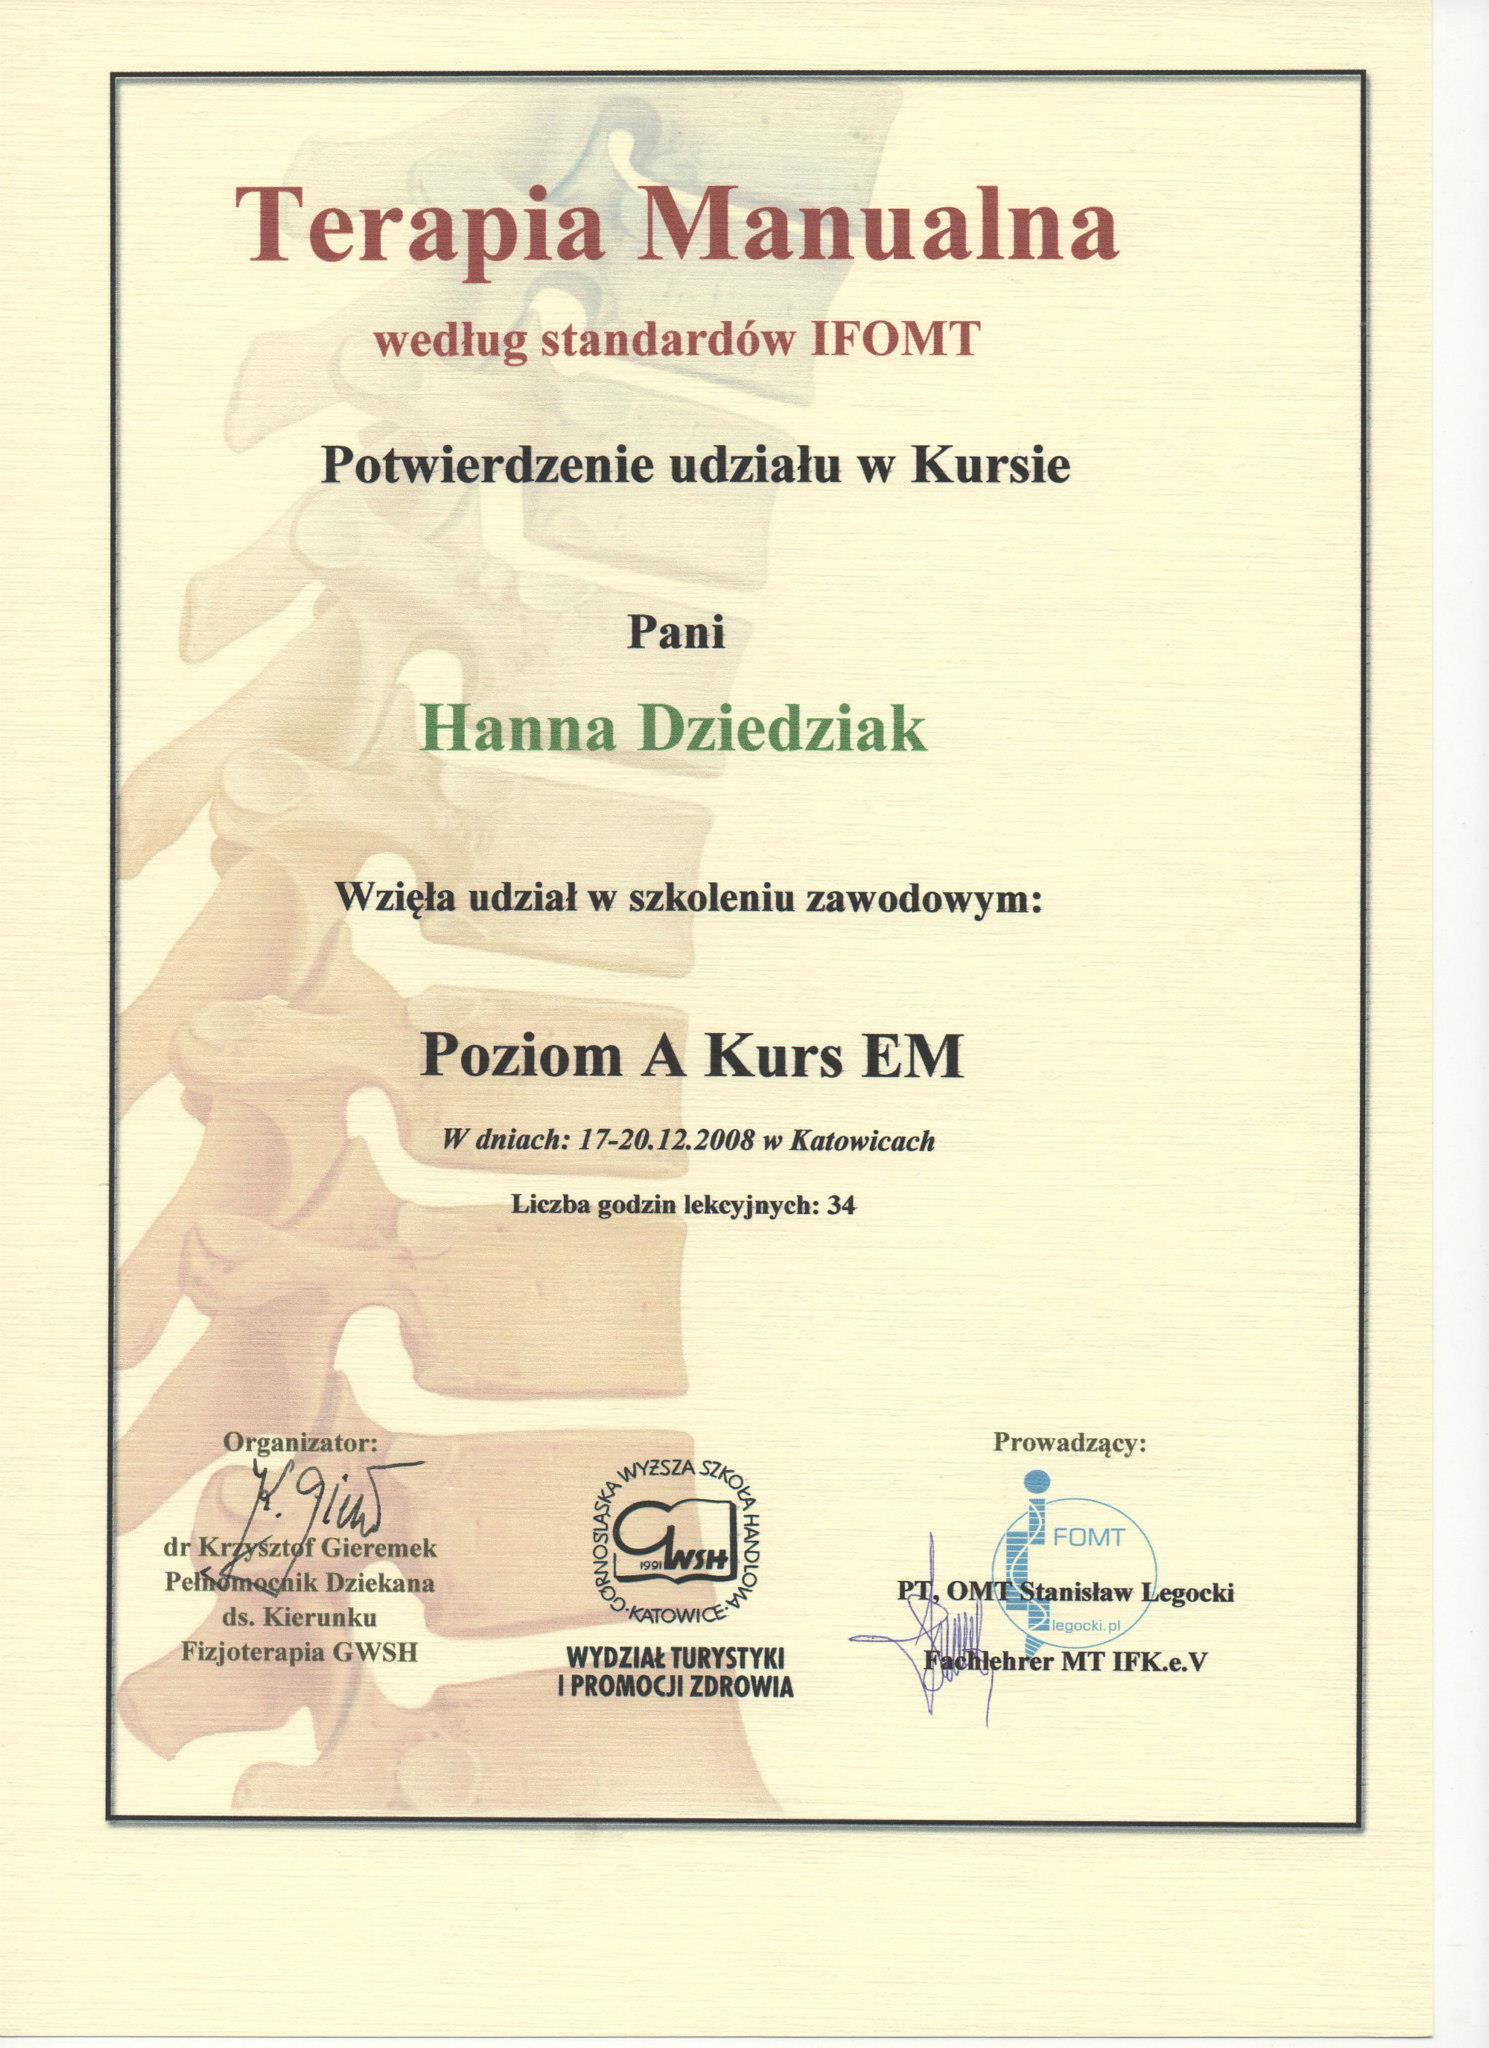 Terapia Manualna
według standardów IFOMT
Potwierdzenie udziału w Kursie
Pani
Hanna Dziedziak
Wzięła udział w szkoleniu zawodowym:
Poziom A Kurs EM
W dniach: 17-20.12.2008 w Katowicach
Liczba godzin lekcyjnych: 34
Organizator:
K. Gier
dr Krzysztof Gieremek
Pełnomocnik Dziekana
ds. Kierunku
Fizjoterapia GWSH
GÓRNOŚLĄSKA WYŻSZA SZKOŁA HANDLOWA
KATOWICE
1991 GWSH
WYDZIAŁ TURYSTYKI
I PROMOCJI ZDROWIA
Prowadzący:
iFOMT
PT, OMT Stanisław Legocki
legocki.pl
Fachlehrer MT IFK.e.V